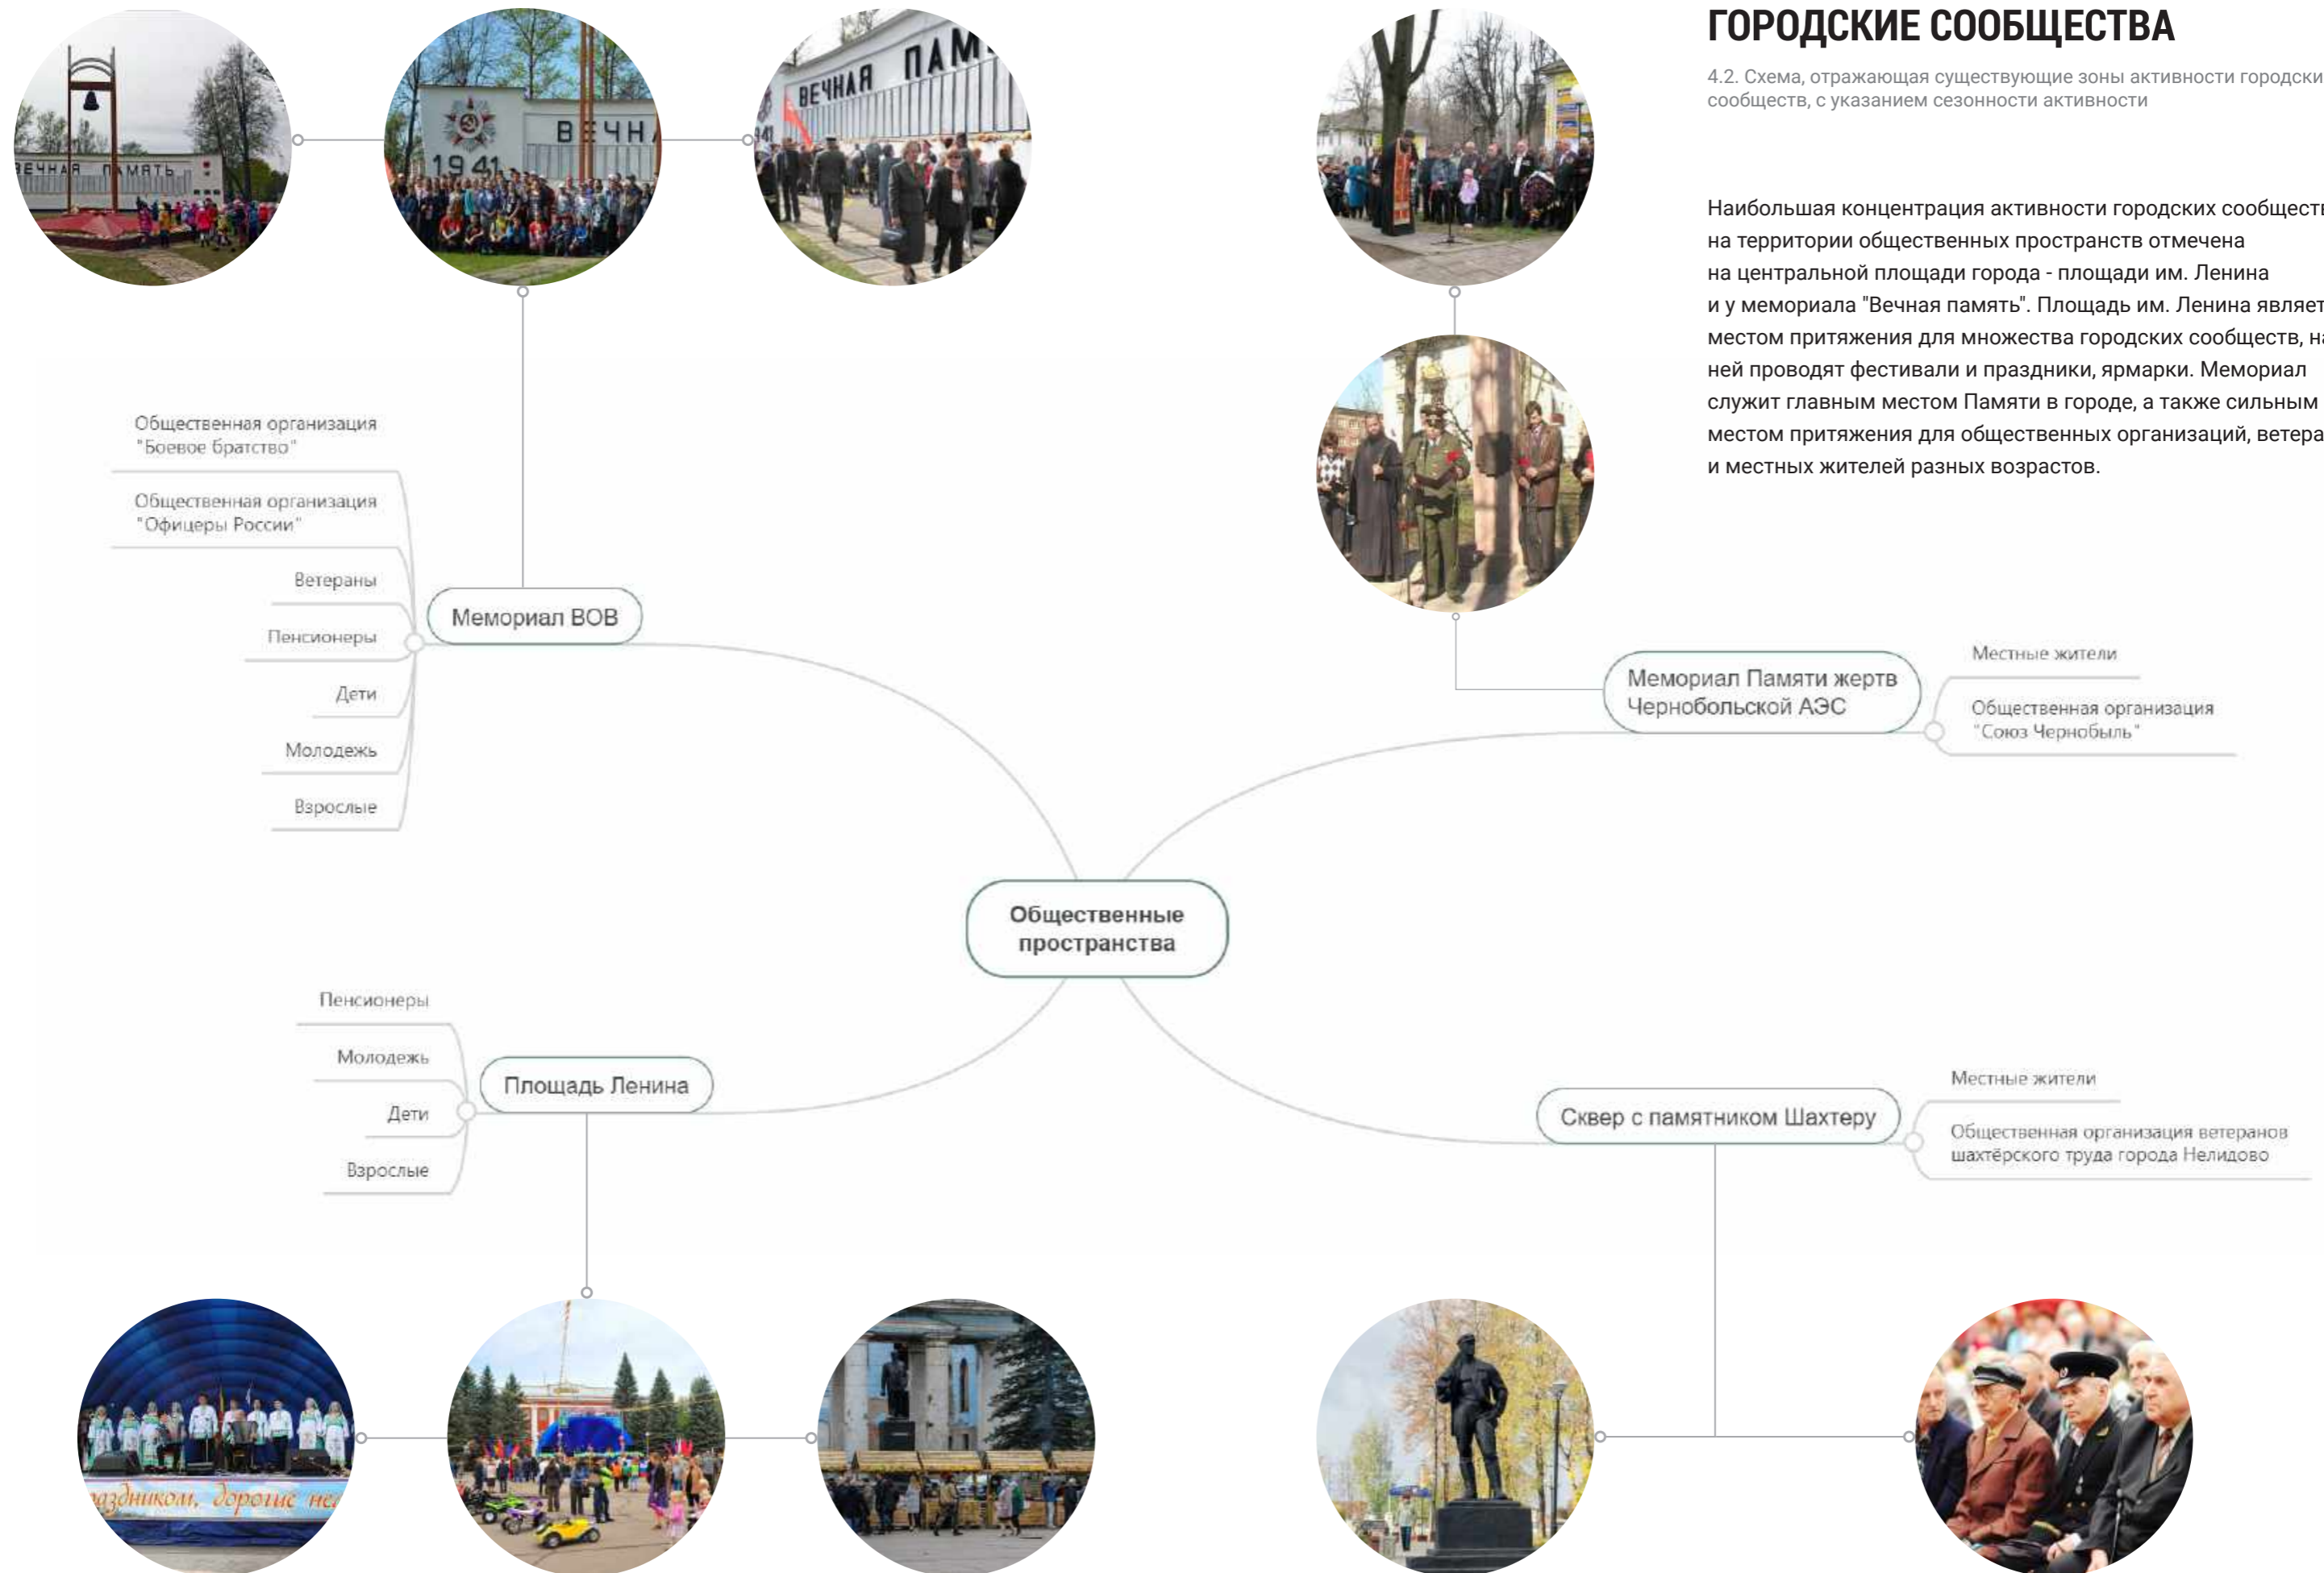 ГОРОДСКИЕ СООБЩЕСТВА
4.2. Схема, отражающая существующие зоны активности городски
сообществ, с указанием сезонности активности
Наибольшая концентрация активности городских сообществ
на территории общественных пространств отмечена
на центральной площади города - площади им. Ленина
и у мемориала "Вечная память". Площадь им. Ленина являет
местом притяжения для множества городских сообществ, на
ней проводят фестивали и праздники, ярмарки. Мемориал
служит главным местом Памяти в городе, а также сильным
местом притяжения для общественных организаций, ветера
и местных жителей разных возрастов.
ВЕЧНАЯ ПАМЯТЬ
ВЕЧНА
1941
ВЕЧНАЯ ПАМ
41
Общественная организация
"Боевое братство"
Общественная организация
"Офицеры России"
Ветераны
Пенсионеры
Дети
Молодежь
Взрослые
Мемориал ВОВ
Мемориал Памяти жертв
Чернобольской АЭС
Местные жители
Общественная организация
"Союз Чернобыль"
Общественные
пространства
Пенсионеры
Молодежь
Дети
Взрослые
Площадь Ленина
Сквер с памятником Шахтеру
Местные жители
Общественная организация ветеранов
шахтёрского труда города Нелидово
аздником, дорогие нел